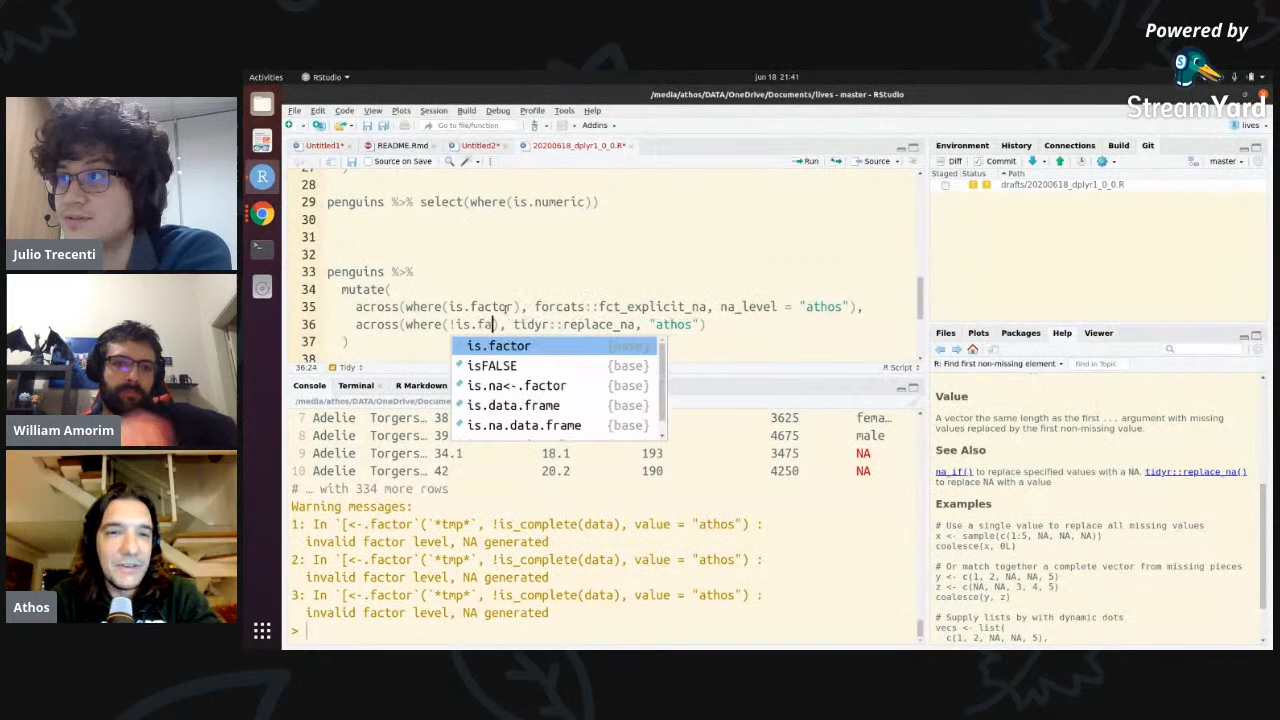 Powered by
StreamYard
Julio Trecenti
William Amorim
Athos
Activities
RStudio
jun 18 21:41
/media/athos/DATA/OneDrive/Documents/lives - master - RStudio
File Edit Code View Plots Session Build Debug Profile Tools Help
Go to file/function
Addins
lives
Untitled1*
README.Rmd
Untitled2*
20200618_dplyr1_0_0.R*
Source on Save
Run
Source
27 )
28
29 penguins %>% select(where(is.numeric))
30
31
32
33 penguins %>%
34 mutate(
35 across(where(is.factor), forcats::fct_explicit_na, na_level = "athos"),
36 across(where(!is.fa), tidyr::replace_na, "athos")
37 )
38
is.factor {base}
isFALSE {base}
is.na<-.factor {base}
is.data.frame {base}
is.na.data.frame {base}
36:24
Tidy
R Script
Console Terminal R Markdown
/media/athos/DATA/OneDrive/Documents/lives/
7 Adelie Torgers… 38 3625 fema…
8 Adelie Torgers… 39 4675 male
9 Adelie Torgers… 34.1 18.1 193 3475 NA
10 Adelie Torgers… 42 20.2 190 4250 NA
# … with 334 more rows
Warning messages:
1: In `[<-.factor`(`*tmp*`, !is_complete(data), value = "athos") :
invalid factor level, NA generated
2: In `[<-.factor`(`*tmp*`, !is_complete(data), value = "athos") :
invalid factor level, NA generated
3: In `[<-.factor`(`*tmp*`, !is_complete(data), value = "athos") :
invalid factor level, NA generated
>
Environment History Connections Build Git
Diff Commit master
Staged Status Path
drafts/20200618_dplyr1_0_0.R
Files Plots Packages Help Viewer
R: Find first non-missing element
Find in Topic
Value
A vector the same length as the first ... argument with missing
values replaced by the first non-missing value.
See Also
na_if() to replace specified values with a NA. tidyr::replace_na()
to replace NA with a value
Examples
# Use a single value to replace all missing values
x <- sample(c(1:5, NA, NA, NA))
coalesce(x, 0L)
# Or match together a complete vector from missing pieces
y <- c(1, 2, NA, NA, 5)
z <- c(NA, NA, 3, 4, 5)
coalesce(y, z)
# Supply lists by with dynamic dots
vecs <- list(
c(1, 2, NA, NA, 5),